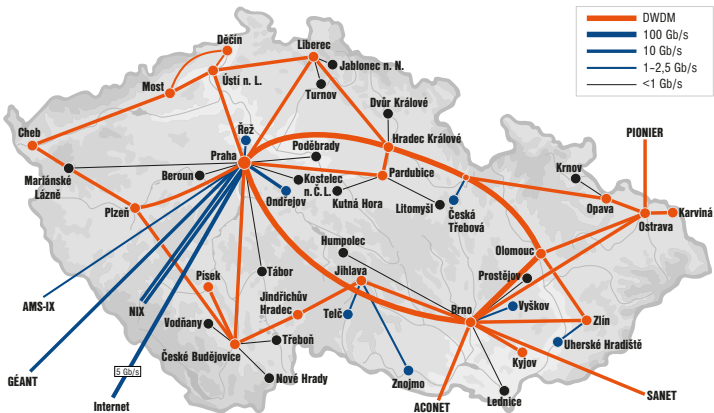 DWDM
100 Gb/s
10 Gb/s
1–2,5 Gb/s
<1 Gb/s
Děčín
Liberec
Jablonec n. N.
Ústí n. L.
Most
Turnov
Dvůr Králové
Cheb
Řež
Poděbrady
Hradec Králové
PIONIER
Praha
Mariánské
Lázně
Beroun
Kostelec
n. Č. L.
Pardubice
Krnov
Plzeň
Ondřejov
Kutná Hora
Litomyšl
Česká
Třebová
Opava
Ostrava
Karviná
Humpolec
Olomouc
Písek
Tábor
Jihlava
Prostějov
AMS-IX
NIX
Jindřichův
Hradec
Telč
Brno
Vyškov
Zlín
Vodňany
Třeboň
Uherské Hradiště
České Budějovice
Kyjov
GÉANT
5 Gb/s
Nové Hrady
Znojmo
Lednice
SANET
Internet
ACONET